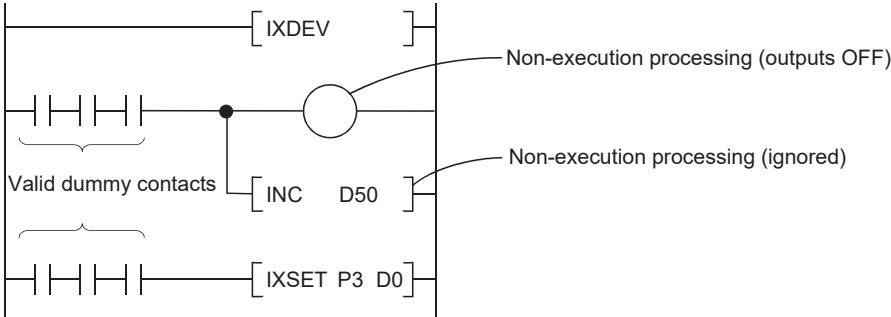 IXDEV
Non-execution processing (outputs OFF)
Non-execution processing (ignored)
Valid dummy contacts
INC D50
IXSET P3 D0